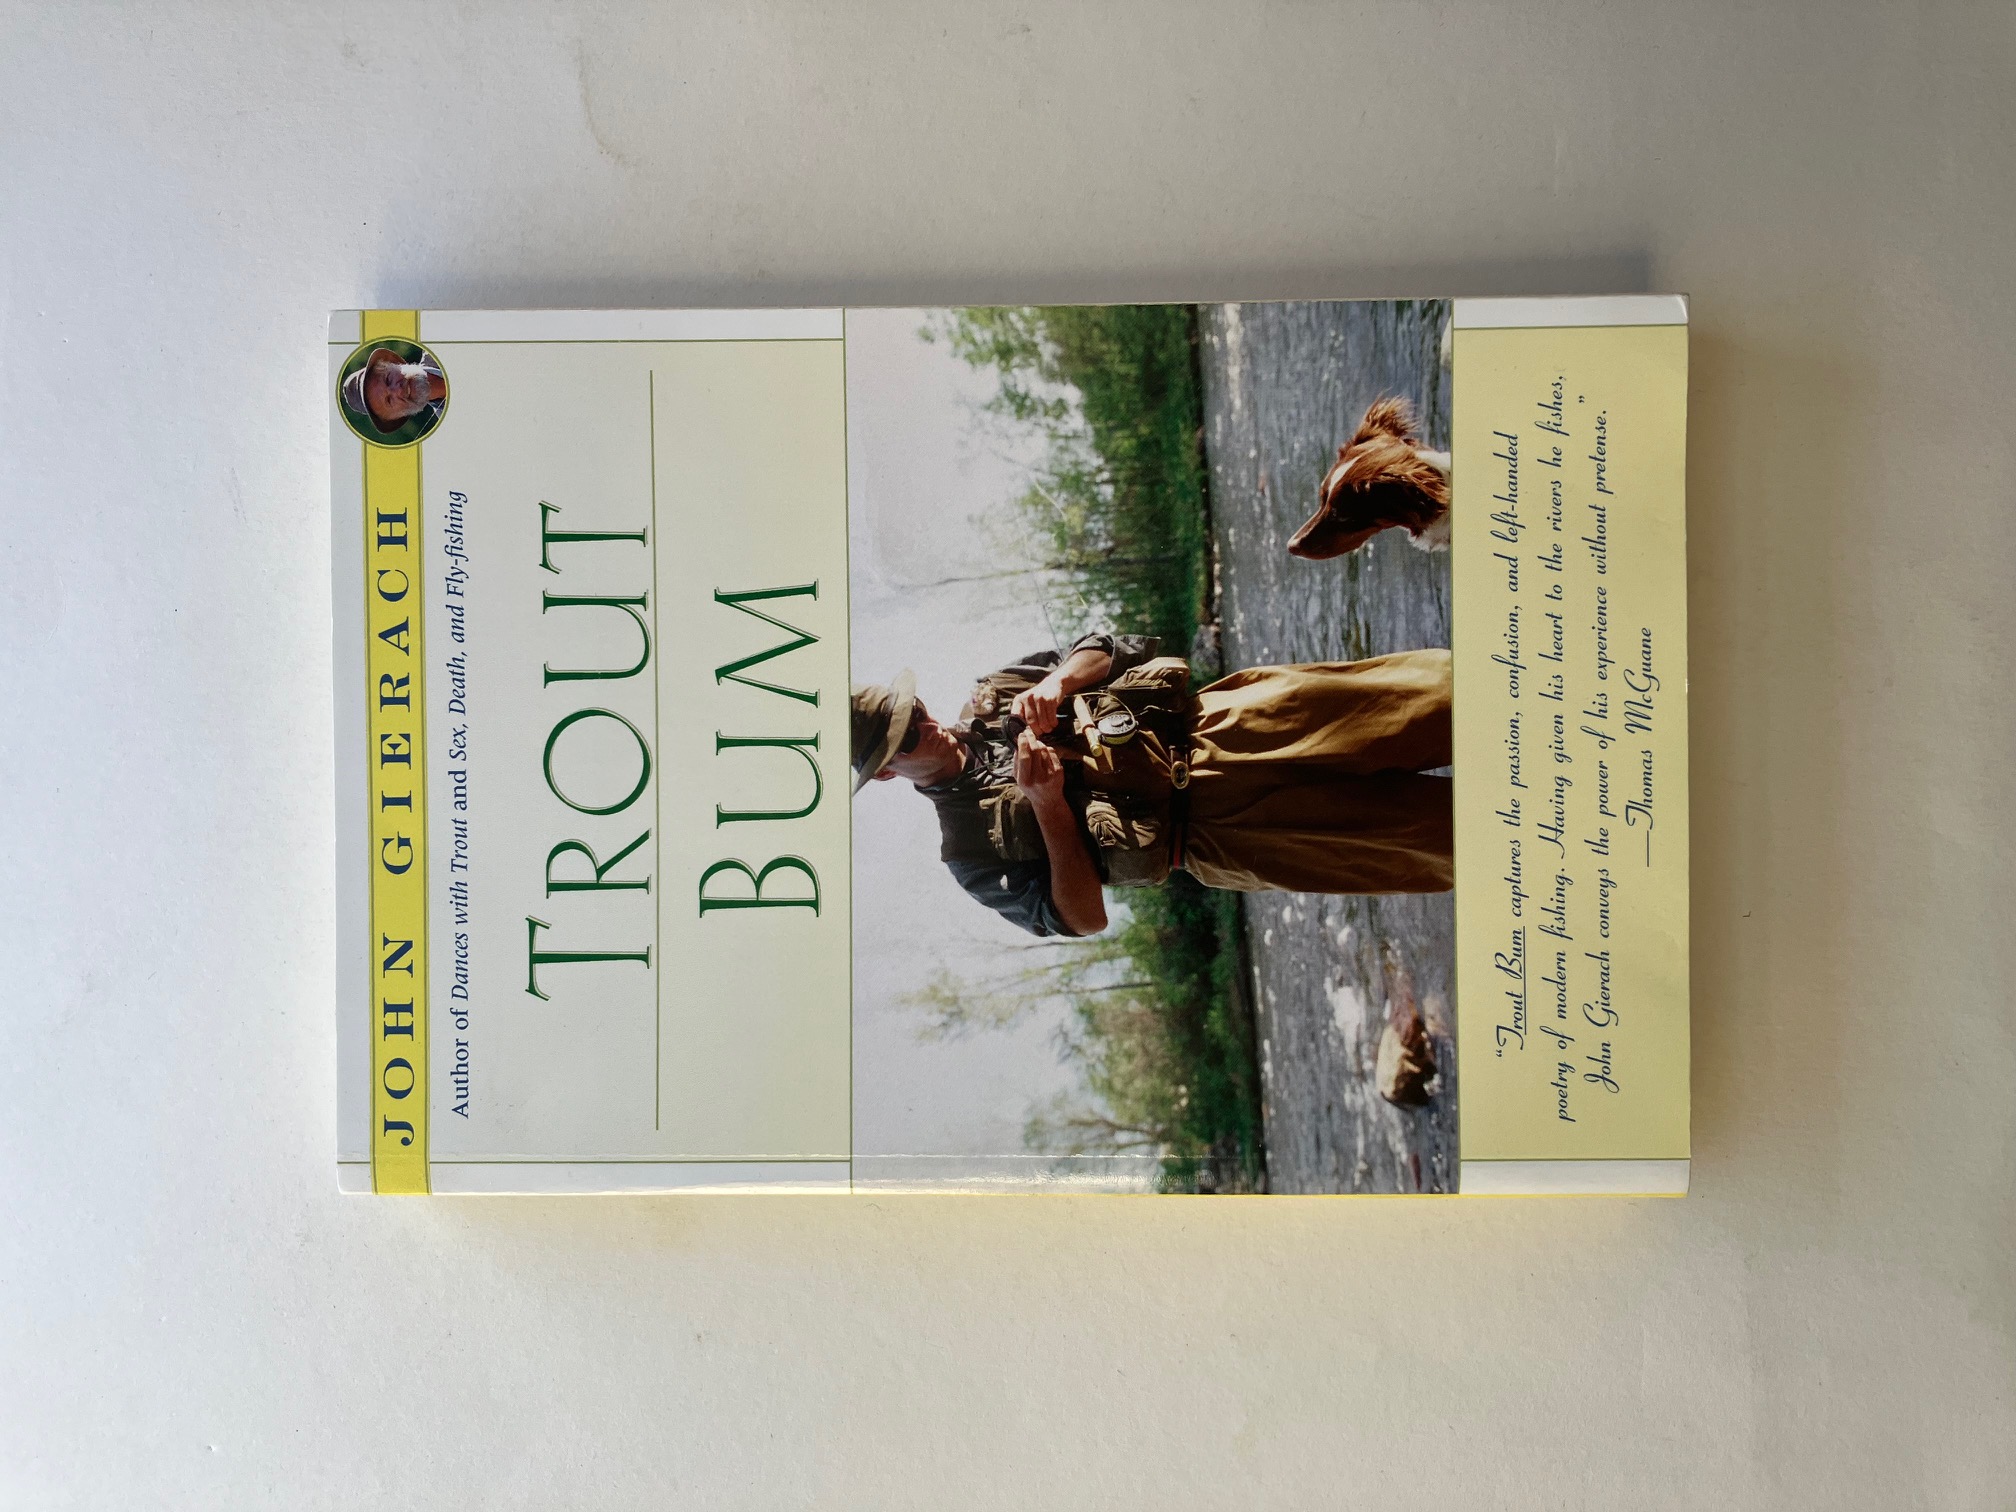 JOHN GIERACH
Author of Dances with Trout and Sex, Death, and Fly-fishing
TROUT
BUM
“Trout Bum captures the passion, confusion, and left-handed
poetry of modern fishing. Having given his heart to the rivers he fishes,
John Gierach conveys the power of his experience without pretense.”
—Thomas McGuane